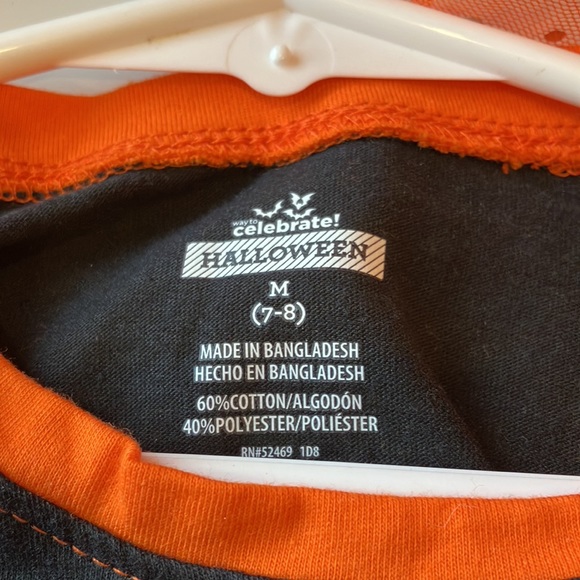 way to
celebrate!
HALLOWEEN
M
(7-8)
MADE IN BANGLADESH
HECHO EN BANGLADESH
60%COTTON/ALGODÓN
40%POLYESTER/POLIÉSTER
RN#52469 1D8